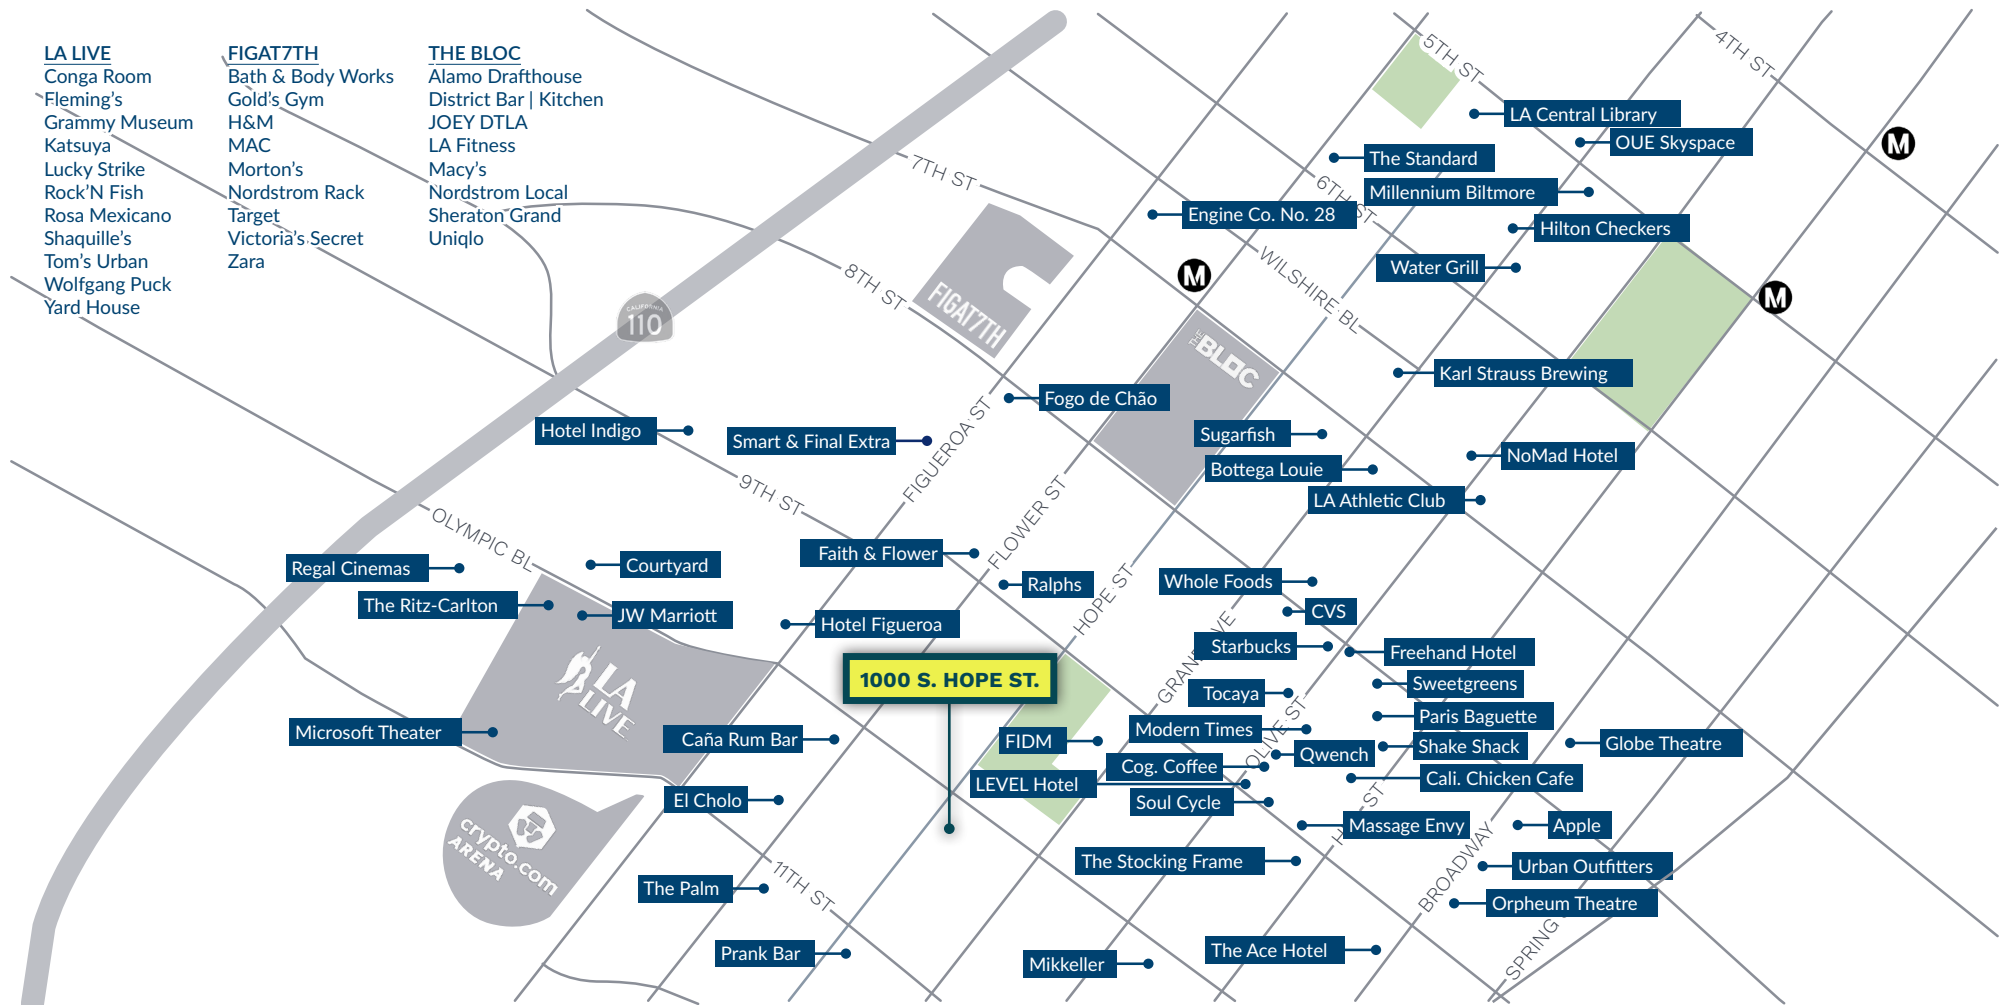 LA LIVE
Conga Room
Fleming's
Grammy Museum
Katsuya
Lucky Strike
Rock'N Fish
Rosa Mexicano
Shaquille's
Tom's Urban
Wolfgang Puck
Yard House
FIGAT7TH
Bath & Body Works
Gold's Gym
H&M
MAC
Morton's
Nordstrom Rack
Target
Victoria's Secret
Zara
THE BLOC
Alamo Drafthouse
District Bar | Kitchen
JOEY DTLA
LA Fitness
Macy's
Nordstrom Local
Sheraton Grand
Uniqlo
5TH ST
4TH ST
LA Central Library
OUE Skyspace
M
The Standard
7TH ST
6TH ST
Millennium Biltmore
Engine Co. No. 28
Hilton Checkers
WILSHIRE BL
Water Grill
M
M
8TH ST
FIGAT7TH
CALIFORNIA
110
THE
BLOC
Karl Strauss Brewing
Fogo de Chão
Hotel Indigo
Smart & Final Extra
FIGUEROA ST
Sugarfish
NoMad Hotel
Bottega Louie
LA Athletic Club
9TH ST
FLOWER ST
OLYMPIC BL
Faith & Flower
Regal Cinemas
Courtyard
Ralphs
HOPE ST
Whole Foods
The Ritz-Carlton
JW Marriott
CVS
Hotel Figueroa
GRAND AVE
Starbucks
Freehand Hotel
1000 S. HOPE ST.
Sweetgreens
Tocaya
LA
LIVE
Paris Baguette
Microsoft Theater
Caña Rum Bar
FIDM
Modern Times
OLIVE ST
Qwench
Shake Shack
Globe Theatre
Cog. Coffee
LEVEL Hotel
Cali. Chicken Cafe
El Cholo
Soul Cycle
H
ST
Massage Envy
Apple
crypto.com
ARENA
The Stocking Frame
BROADWAY
Urban Outfitters
11TH ST
The Palm
Orpheum Theatre
Prank Bar
Mikkeller
The Ace Hotel
SPRING